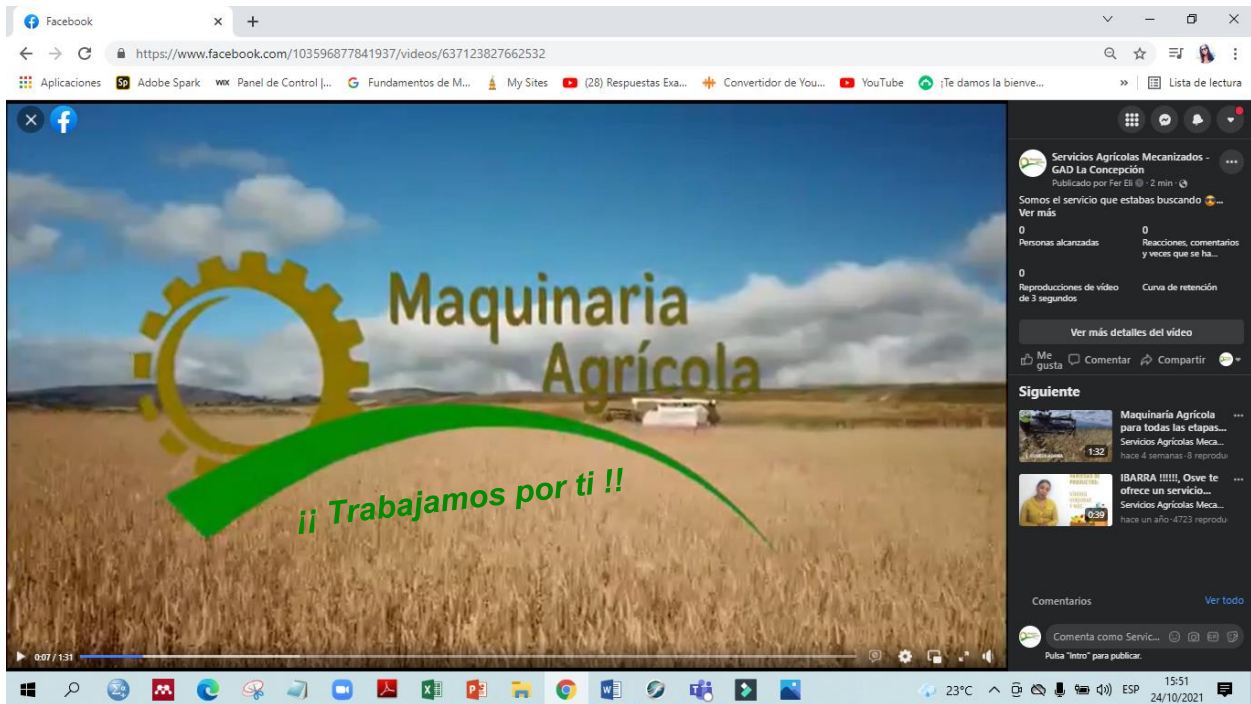 Facebook
https://www.facebook.com/103596877841937/videos/637123827662532
Aplicaciones
Sp Adobe Spark
WIX Panel de Control |...
Fundamentos de M...
My Sites
(28) Respuestas Exa...
Convertidor de You...
YouTube
¡Te damos la bienve...
»
Lista de lectura
Maquinaria
Agrícola
¡¡ Trabajamos por ti !!
0:07 / 1:31
Servicios Agrícolas Mecanizados -
GAD La Concepción
Publicado por Fer Eli · 2 min ·
Somos el servicio que estabas buscando ...
Ver más
0
Personas alcanzadas
0
Reacciones, comentarios
y veces que se ha...
0
Reproducciones de vídeo
de 3 segundos
Curva de retención
Ver más detalles del vídeo
Me
gusta
Comentar
Compartir
Siguiente
1:32
Maquinaría Agrícola
para todas las etapas...
Servicios Agrícolas Meca...
hace 4 semanas·8 reprodu
0:39
IBARRA !!!!!, Osve te
ofrece un servicio...
Servicios Agrícolas Meca...
hace un año·4723 reprodu
Comentarios
Ver todo
Comenta como Servic...
Pulsa "Intro" para publicar.
23°C
ESP
15:51
24/10/2021